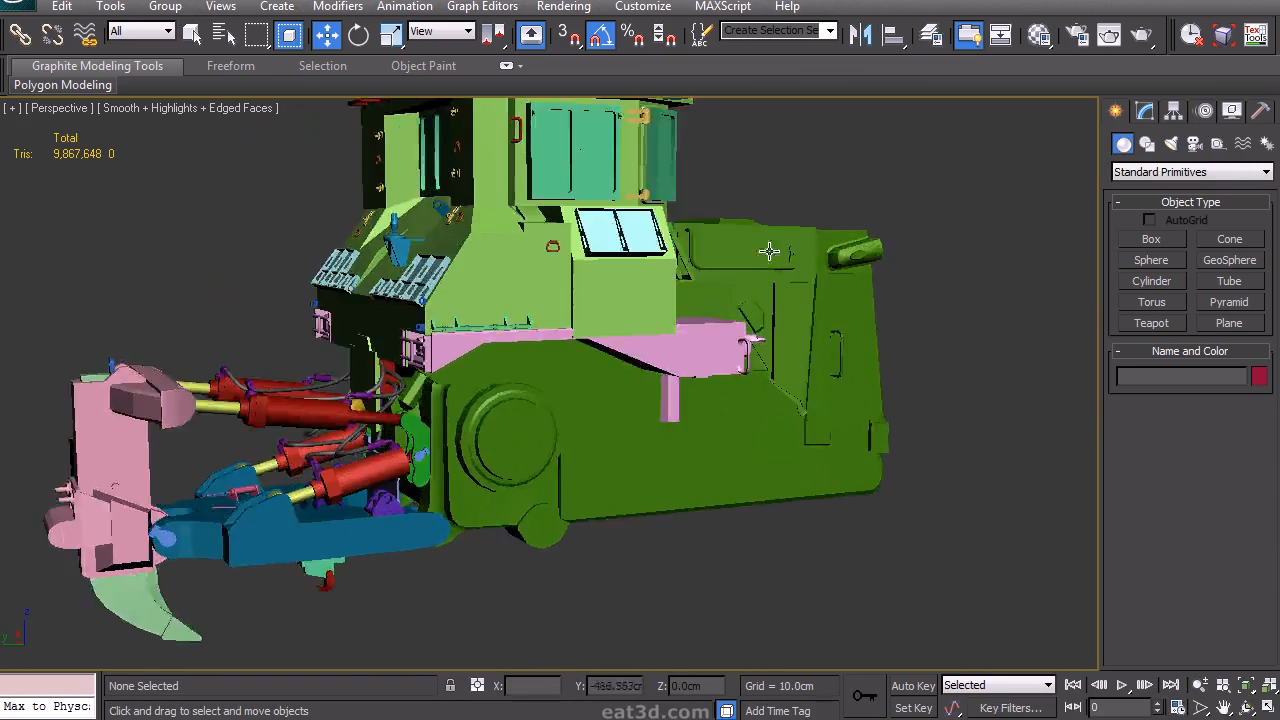 Edit Tools Group Views Create Modifiers Animation Graph Editors Rendering Customize MAXScript Help
All View 3 % ABC Create Selection Se Tex Tools
Graphite Modeling Tools Freeform Selection Object Paint
Polygon Modeling
[ + ] [ Perspective ] [ Smooth + Highlights + Edged Faces ]
Total
Tris: 9,867,648 0
Standard Primitives
- Object Type
AutoGrid
Box Cone
Sphere GeoSphere
Cylinder Tube
Torus Pyramid
Teapot Plane
- Name and Color
z
y x
None Selected X: Y: Z: 0.0cm Grid = 10.0cm Auto Key Selected
Max to Physc Click and drag to select and move objects eat3d.com Add Time Tag Set Key Key Filters... 0